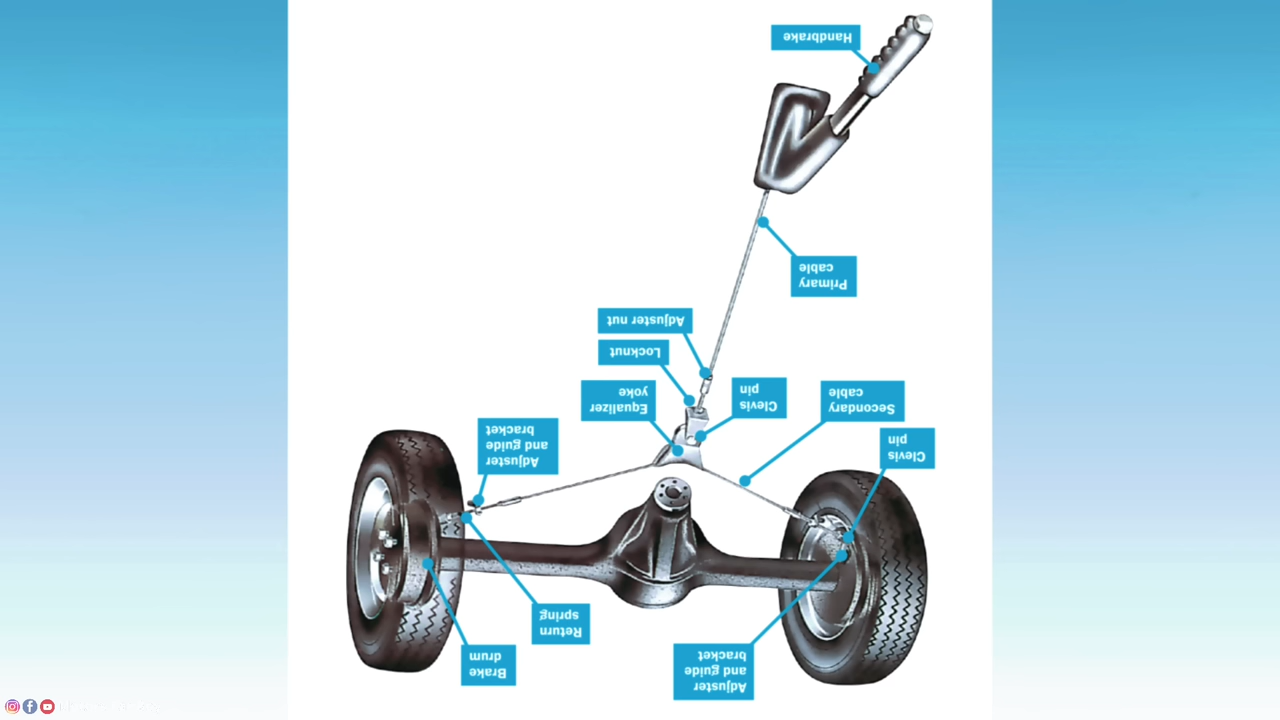 Adjuster
and guide
bracket
Brake
drum
Return
spring
Clevis
pin
Adjuster
and guide
bracket
Secondary
cable
Clevis
pin
Equalizer
yoke
Locknut
Adjuster nut
Primary
cable
Handbrake